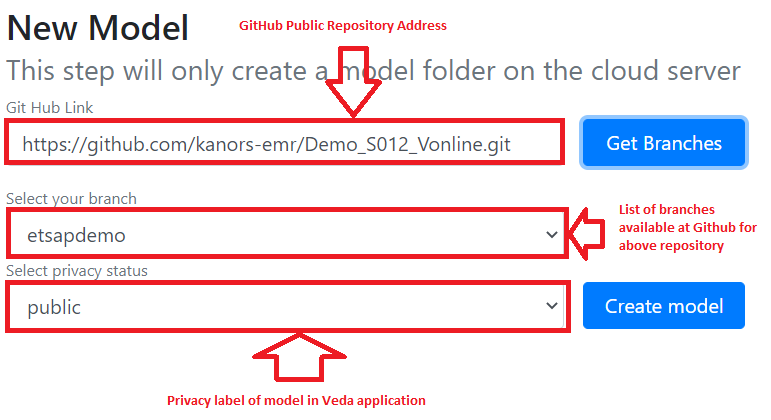 New Model
GitHub Public Repository Address
This step will only create a model folder on the cloud server
Git Hub Link
https://github.com/kanors-emr/Demo_S012_Vonline.git
Get Branches
Select your branch
etsapdemo
List of branches
available at Github for
above repository
Select privacy status
public
Create model
Privacy label of model in Veda application